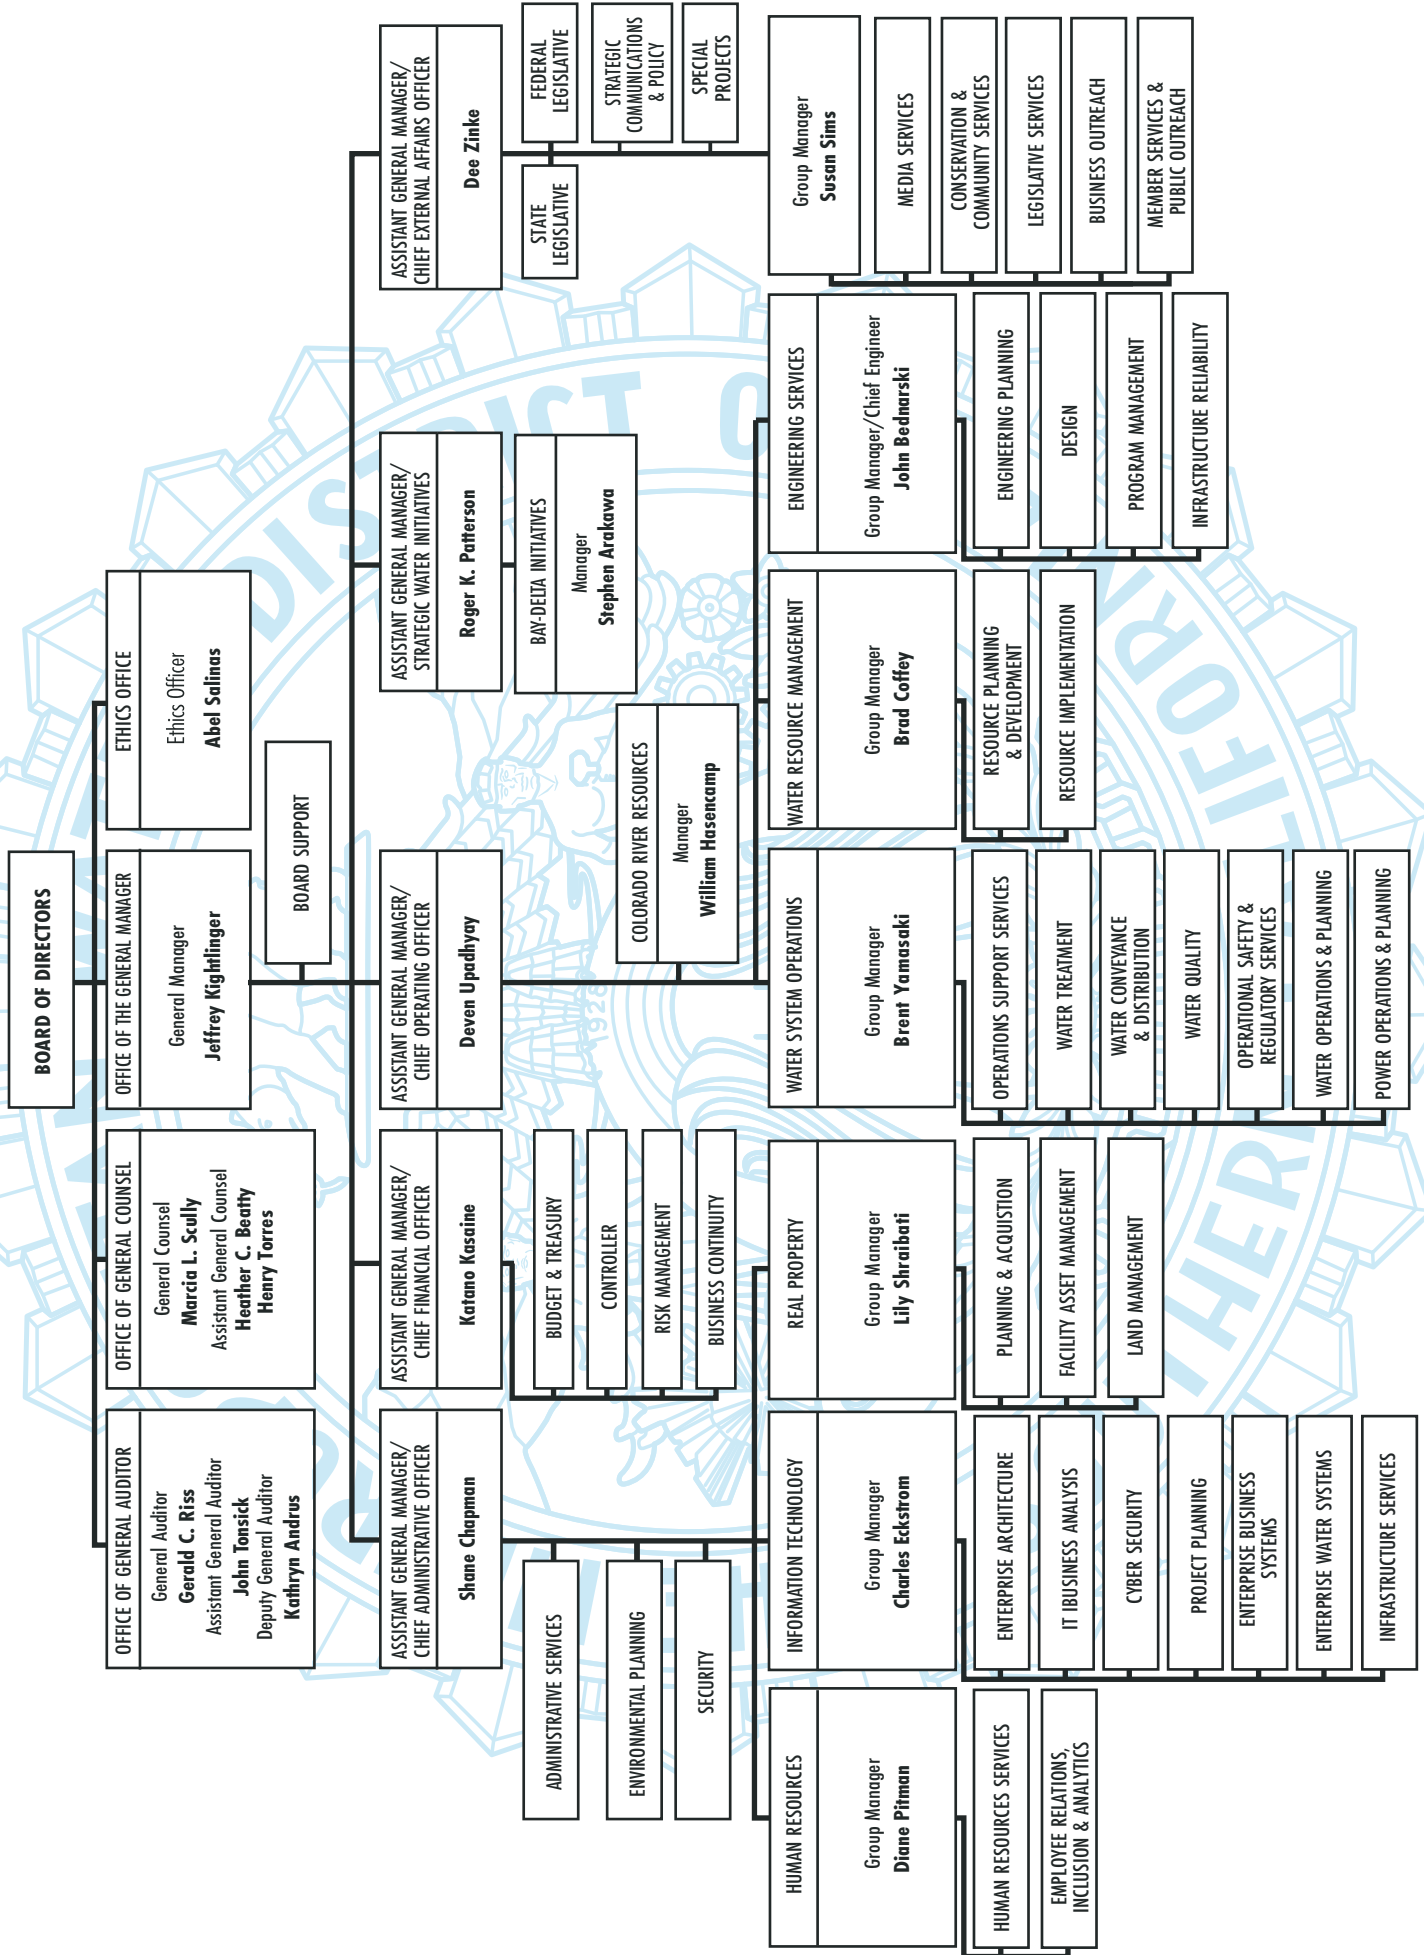 BOARD OF DIRECTORS
OFFICE OF GENERAL AUDITOR
General Auditor
Gerald C. Riss
Assistant General Auditor
John Tonsick
Deputy General Auditor
Kathryn Andrus
OFFICE OF GENERAL COUNSEL
General Counsel
Marcia L. Scully
Assistant General Counsel
Heather C. Beatty
Henry Torres
OFFICE OF THE GENERAL MANAGER
General Manager
Jeffrey Kightlinger
ETHICS OFFICE
Ethics Officer
Abel Salinas
BOARD SUPPORT
ASSISTANT GENERAL MANAGER/
CHIEF ADMINISTRATIVE OFFICER
Shane Chapman
ASSISTANT GENERAL MANAGER/
CHIEF FINANCIAL OFFICER
Katano Kasaine
ASSISTANT GENERAL MANAGER/
CHIEF OPERATING OFFICER
Deven Upadhyay
ASSISTANT GENERAL MANAGER/
STRATEGIC WATER INITIATIVES
Roger K. Patterson
ASSISTANT GENERAL MANAGER/
CHIEF EXTERNAL AFFAIRS OFFICER
Dee Zinke
ADMINISTRATIVE SERVICES
ENVIRONMENTAL PLANNING
SECURITY
BUDGET & TREASURY
CONTROLLER
RISK MANAGEMENT
BUSINESS CONTINUITY
COLORADO RIVER RESOURCES
Manager
William Hasencamp
BAY-DELTA INITIATIVES
Manager
Stephen Arakawa
STATE
LEGISLATIVE
FEDERAL
LEGISLATIVE
STRATEGIC
COMMUNICATIONS
& POLICY
SPECIAL
PROJECTS
HUMAN RESOURCES
Group Manager
Diane Pitman
HUMAN RESOURCES SERVICES
EMPLOYEE RELATIONS,
INCLUSION & ANALYTICS
INFORMATION TECHNOLOGY
Group Manager
Charles Eckstrom
ENTERPRISE ARCHITECTURE
IT IBUSINESS ANALYSIS
CYBER SECURITY
PROJECT PLANNING
ENTERPRISE BUSINESS
SYSTEMS
ENTERPRISE WATER SYSTEMS
INFRASTRUCTURE SERVICES
REAL PROPERTY
Group Manager
Lily Shraibati
PLANNING & ACQUISTION
FACILITY ASSET MANAGEMENT
LAND MANAGEMENT
WATER SYSTEM OPERATIONS
Group Manager
Brent Yamasaki
OPERATIONS SUPPORT SERVICES
WATER TREATMENT
WATER CONVEYANCE
& DISTRIBUTION
WATER QUALITY
OPERATIONAL SAFETY &
REGULATORY SERVICES
WATER OPERATIONS & PLANNING
POWER OPERATIONS & PLANNING
WATER RESOURCE MANAGEMENT
Group Manager
Brad Coffey
RESOURCE PLANNING
& DEVELOPMENT
RESOURCE IMPLEMENTATION
ENGINEERING SERVICES
Group Manager/Chief Engineer
John Bednarski
ENGINEERING PLANNING
DESIGN
PROGRAM MANAGEMENT
INFRASTRUCTURE RELIABILITY
Group Manager
Susan Sims
MEDIA SERVICES
CONSERVATION &
COMMUNITY SERVICES
LEGISLATIVE SERVICES
BUSINESS OUTREACH
MEMBER SERVICES &
PUBLIC OUTREACH
DISTRICT
1928